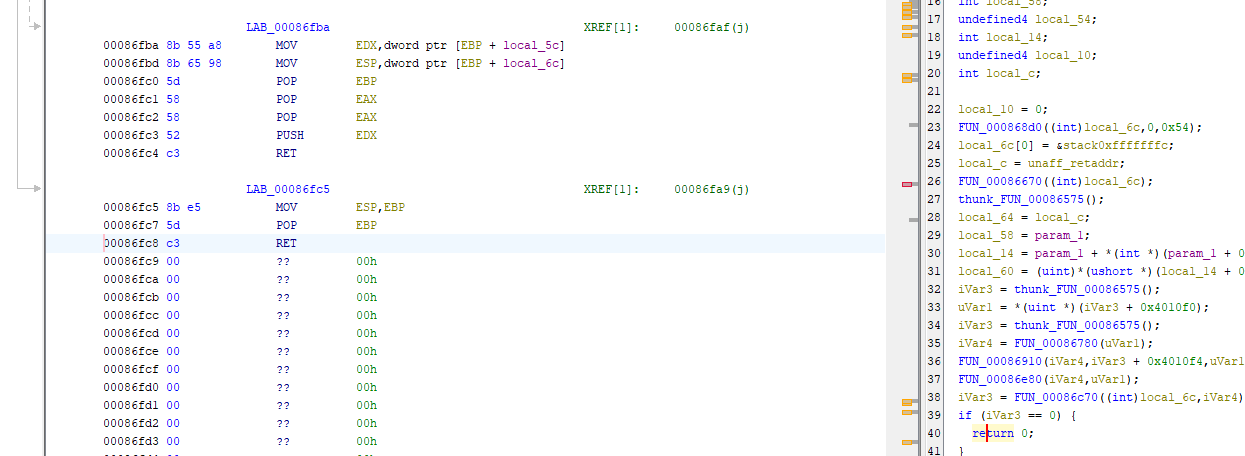 LAB_00086fba XREF[1]: 00086faf(j)
00086fba 8b 55 a8 MOV EDX,dword ptr [EBP + local_5c]
00086fbd 8b 65 98 MOV ESP,dword ptr [EBP + local_6c]
00086fc0 5d POP EBP
00086fc1 58 POP EAX
00086fc2 58 POP EAX
00086fc3 52 PUSH EDX
00086fc4 c3 RET
LAB_00086fc5 XREF[1]: 00086fa9(j)
00086fc5 8b e5 MOV ESP,EBP
00086fc7 5d POP EBP
00086fc8 c3 RET
00086fc9 00 ?? 00h
00086fca 00 ?? 00h
00086fcb 00 ?? 00h
00086fcc 00 ?? 00h
00086fcd 00 ?? 00h
00086fce 00 ?? 00h
00086fcf 00 ?? 00h
00086fd0 00 ?? 00h
00086fd1 00 ?? 00h
00086fd2 00 ?? 00h
00086fd3 00 ?? 00h
16 int local_58;
17 undefined4 local_54;
18 int local_14;
19 undefined4 local_10;
20 int local_c;
21
22 local_10 = 0;
23 FUN_000868d0((int)local_6c,0,0x54);
24 local_6c[0] = &stack0xfffffffc;
25 local_c = unaff_retaddr;
26 FUN_00086670((int)local_6c);
27 thunk_FUN_00086575();
28 local_64 = local_c;
29 local_58 = param_1;
30 local_14 = param_1 + *(int *)(param_1 + 0
31 local_60 = (uint)*(ushort *)(local_14 + 0
32 iVar3 = thunk_FUN_00086575();
33 uVar1 = *(uint *)(iVar3 + 0x4010f0);
34 iVar3 = thunk_FUN_00086575();
35 iVar4 = FUN_00086780(uVar1);
36 FUN_00086910(iVar4,iVar3 + 0x4010f4,uVar1
37 FUN_00086e80(iVar4,uVar1);
38 iVar3 = FUN_00086c70((int)local_6c,iVar4)
39 if (iVar3 == 0) {
40 return 0;
41 }